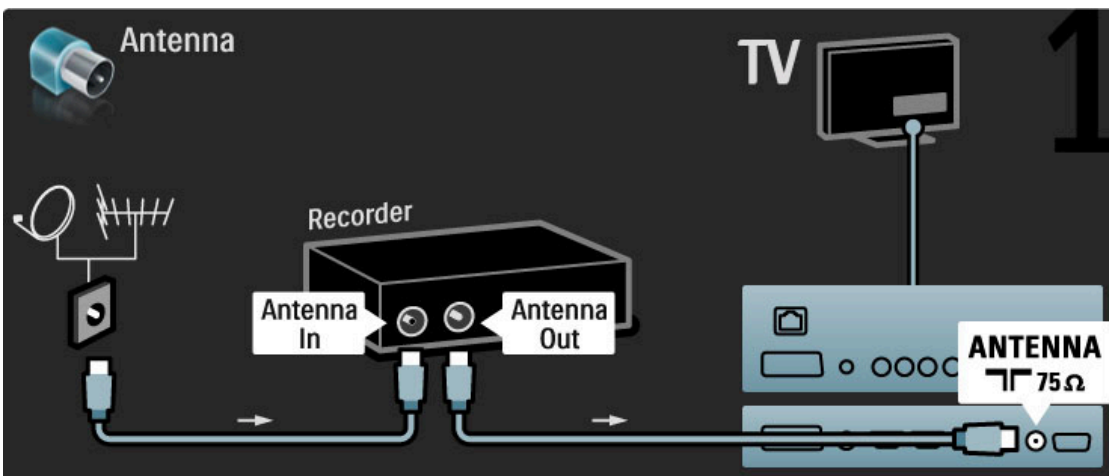 Antenna
TV
1
Recorder
Antenna
In
Antenna
Out
ANTENNA
75Ω